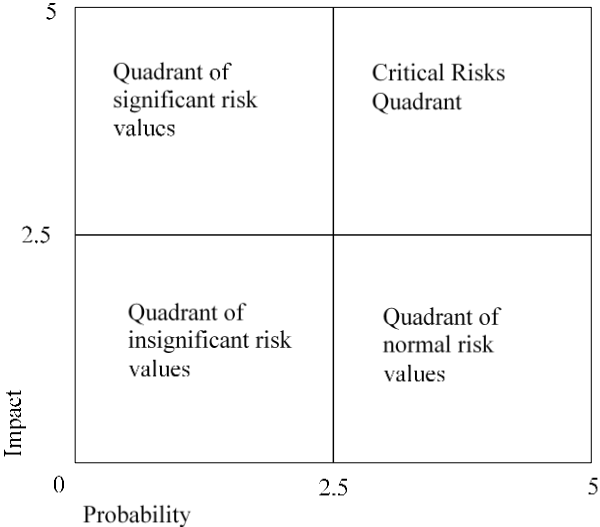 5
Quadrant of
significant risk
values
Critical Risks
Quadrant
2.5
Quadrant of
insignificant risk
values
Quadrant of
normal risk
values
Impact
0
2.5
5
Probability